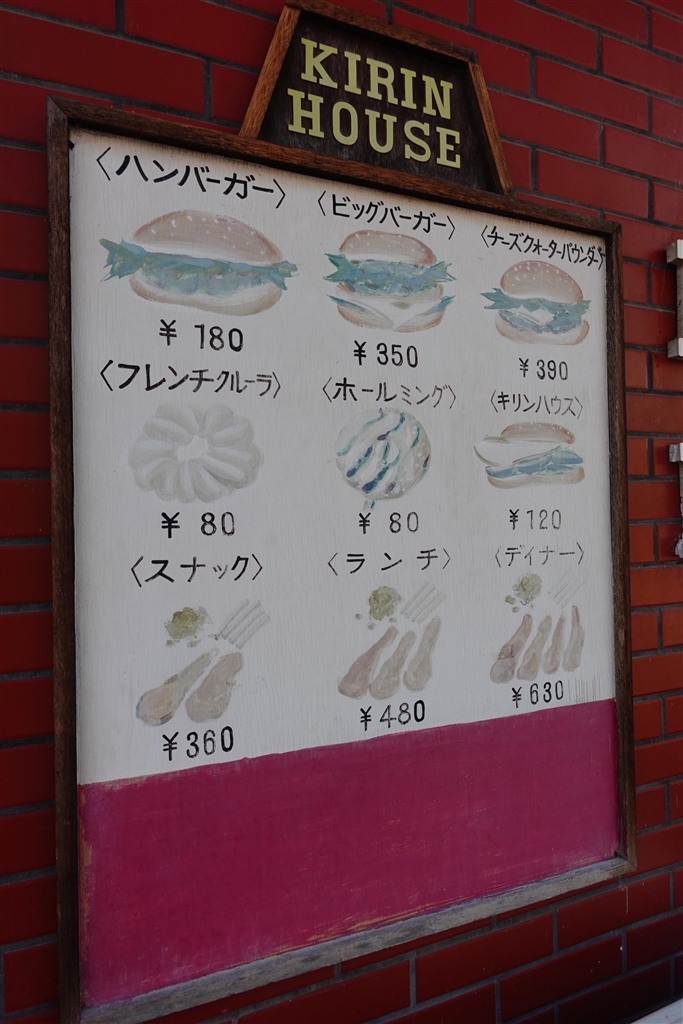 KIRIN
HOUSE
〈ハンバーガー〉
〈ビッグバーガー〉
〈チーズクォーターパウンダー〉
¥180
¥350
¥390
〈フレンチクルーラ〉
〈ホールミング〉
〈キリンハウス〉
¥80
¥80
¥120
〈スナック〉
〈ランチ〉
〈ディナー〉
¥360
¥480
¥630